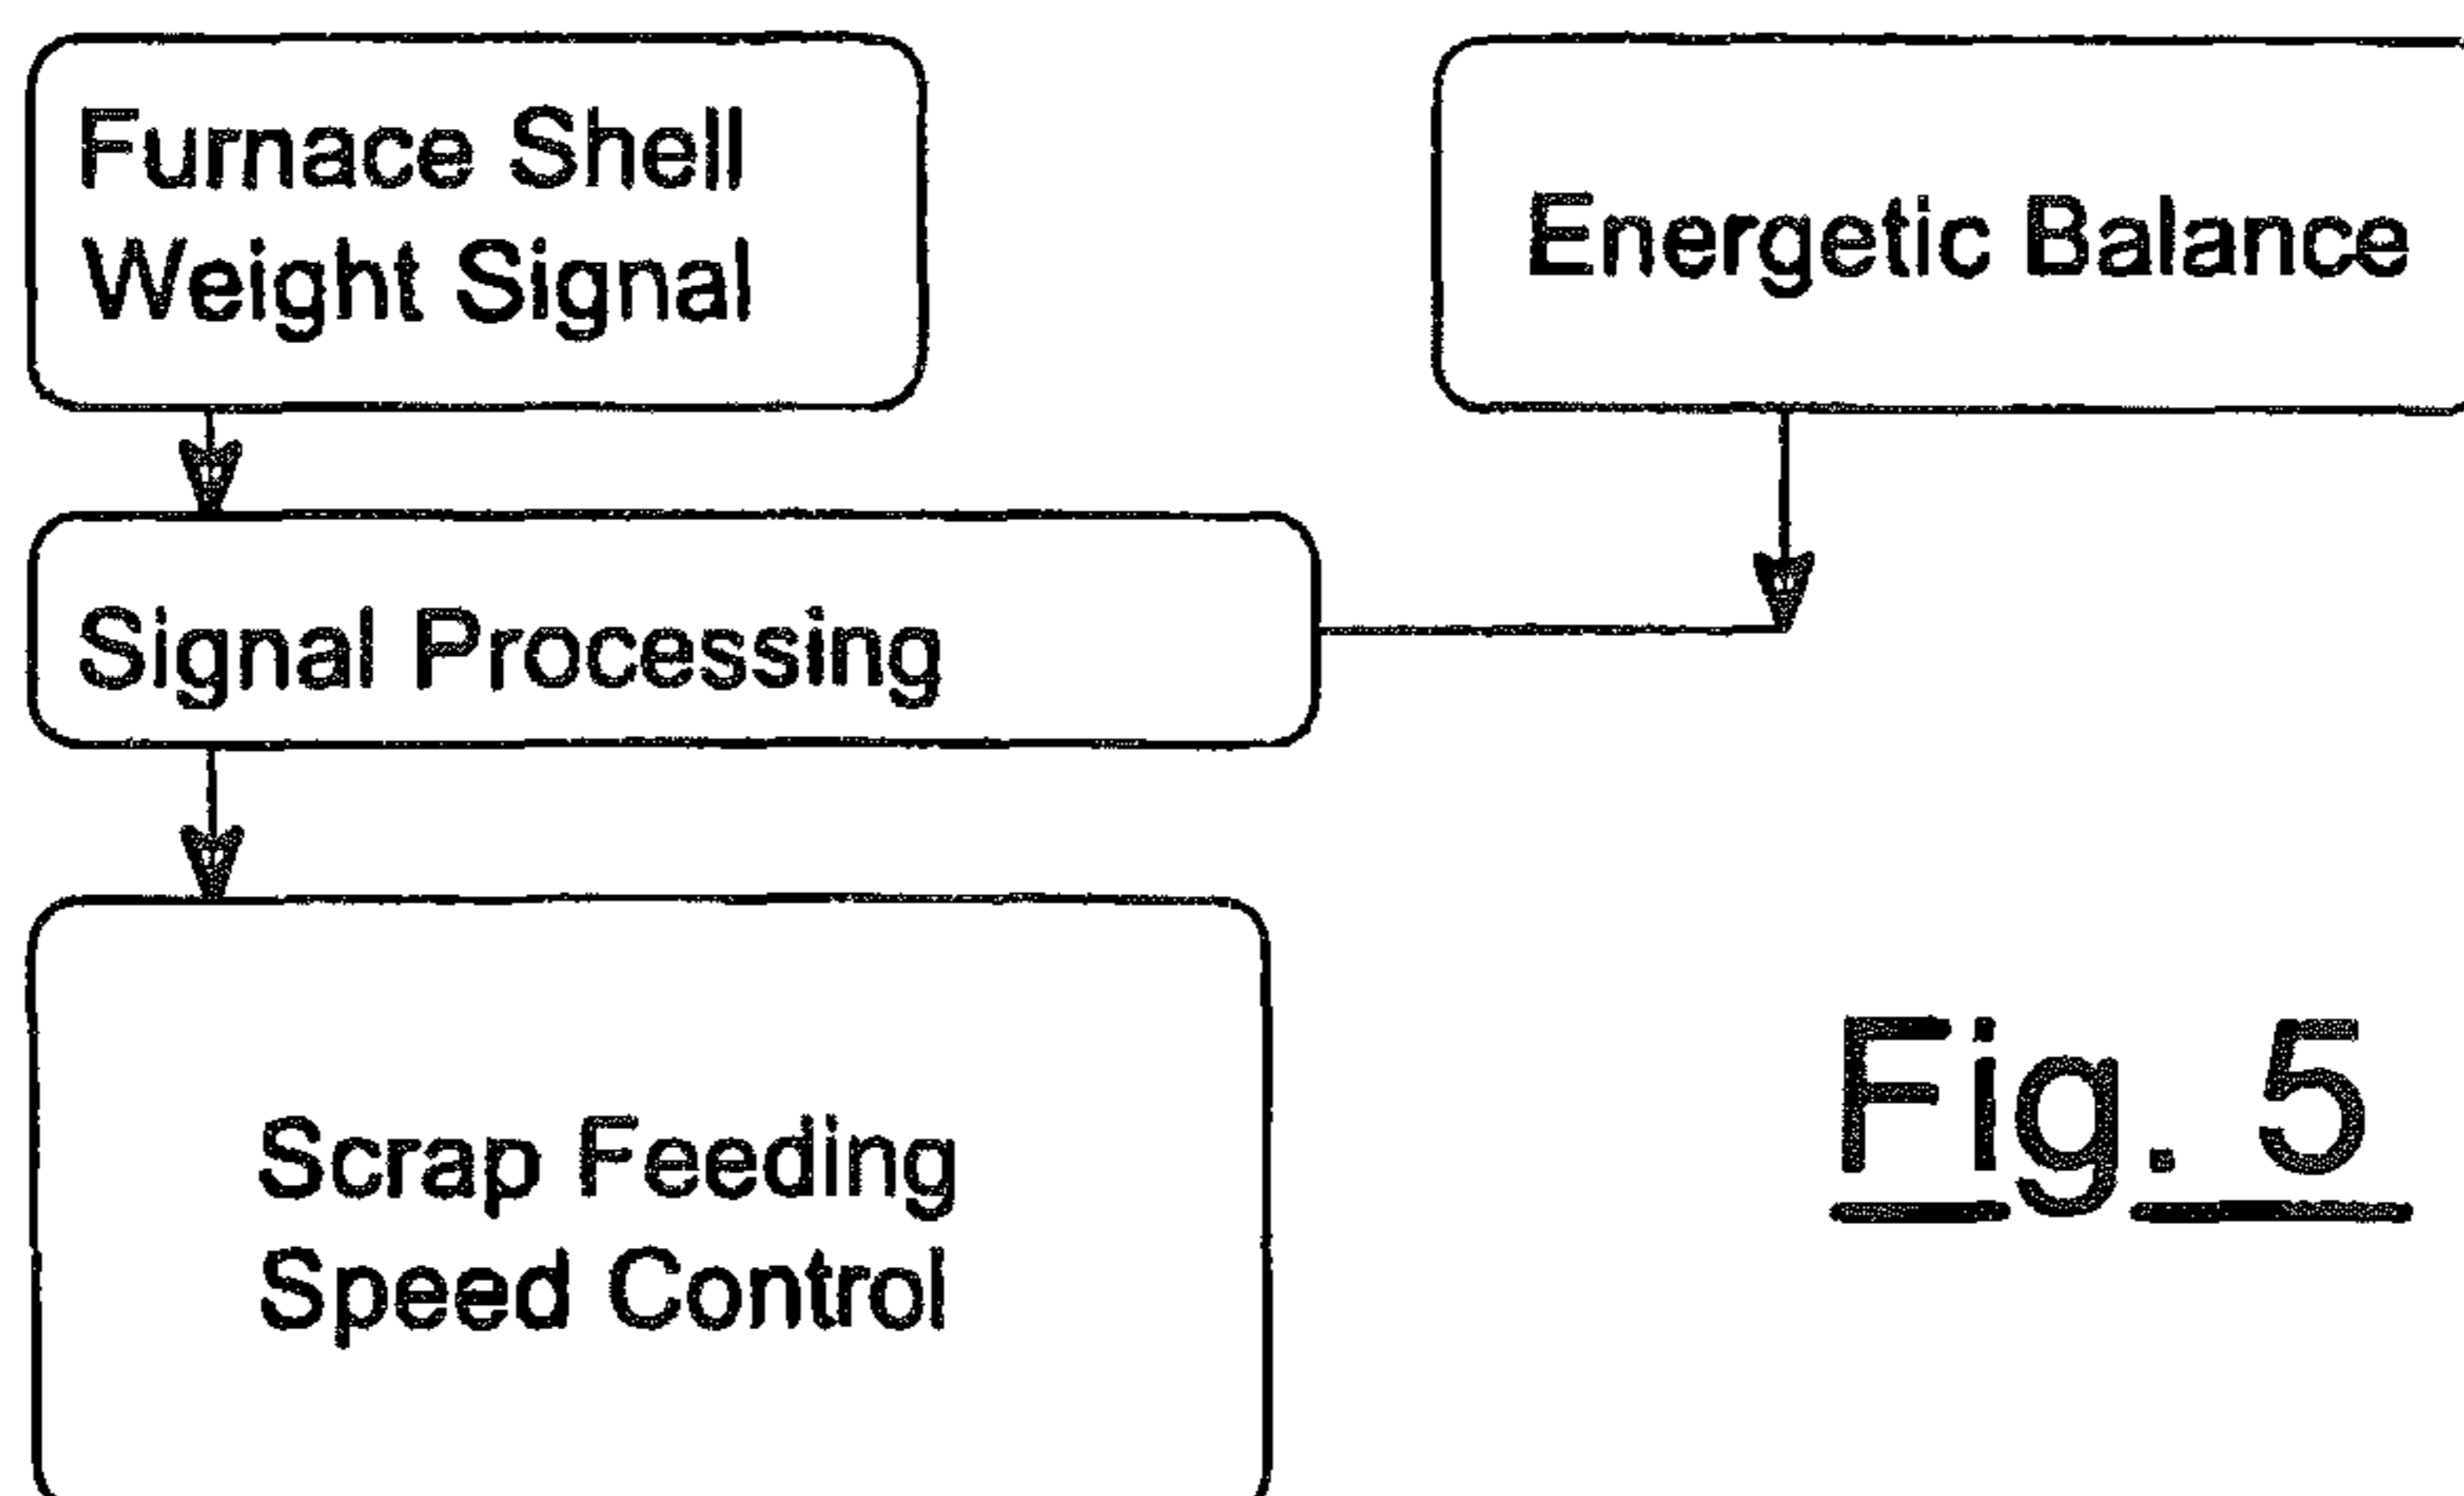 Furnace Shell
Weight Signal
Energetic Balance
Signal Processing
Scrap Feeding
Speed Control
Fig. 5